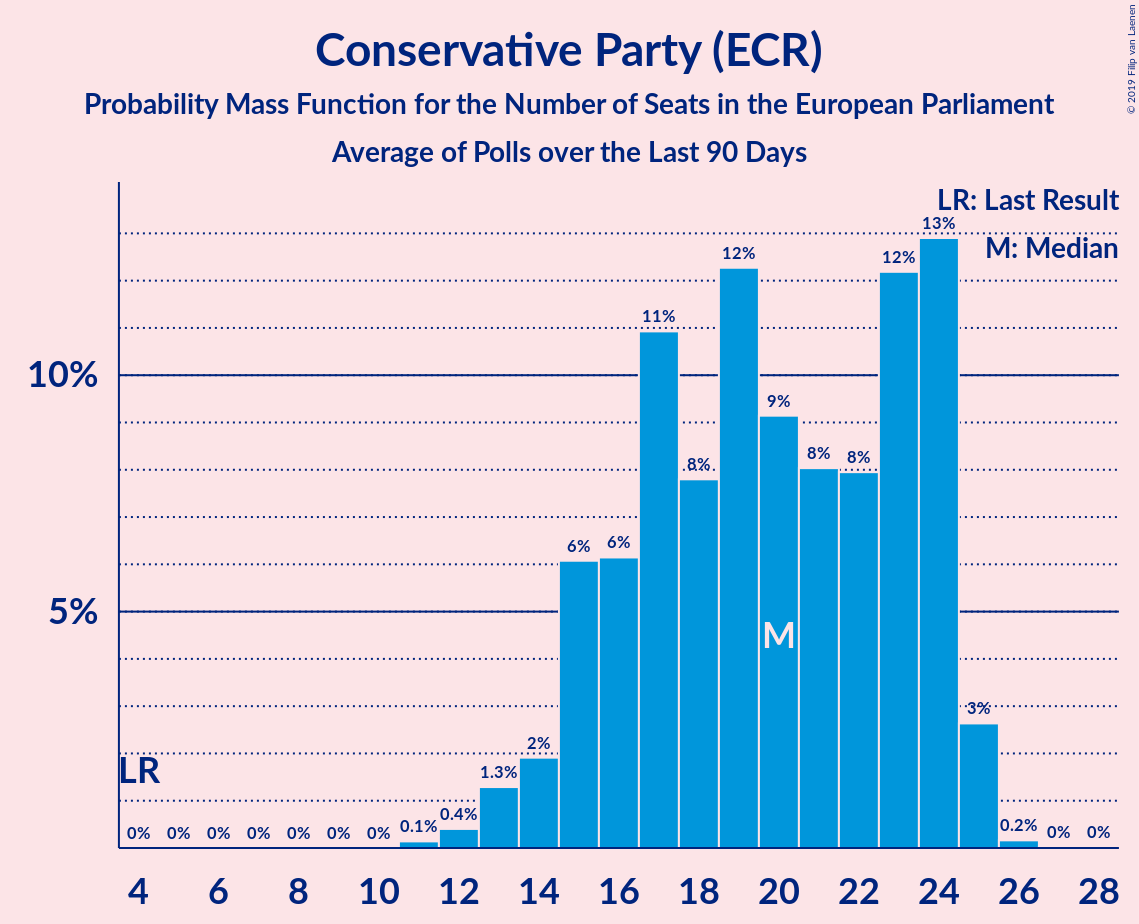 © 2019 Filip van Laenen
Conservative Party (ECR)
Probability Mass Function for the Number of Seats in the European Parliament
Average of Polls over the Last 90 Days
LR: Last Result
M: Median
10%
5%
LR
M
0% 0% 0% 0% 0% 0% 0% 0.1% 0.4% 1.3% 2% 6% 6% 11% 8% 12% 9% 8% 8% 12% 13% 3% 0.2% 0% 0%
4 6 8 10 12 14 16 18 20 22 24 26 28